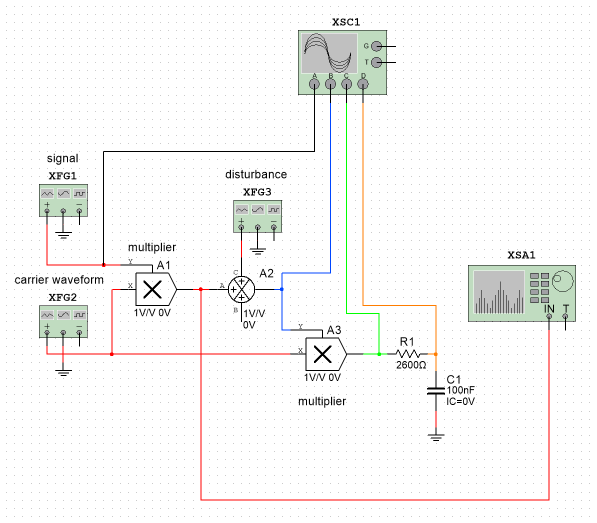 XSC1
G
T
A B C D
signal
XFG1
+ −
disturbance
XFG3
+ −
multiplier
Y A1
X
1V/V 0V
carrier waveform
XFG2
+ −
C A2
A
B 1V/V
0V
XSA1
IN T
Y A3
X
1V/V 0V
multiplier
R1
2600Ω
C1
100nF
IC=0V